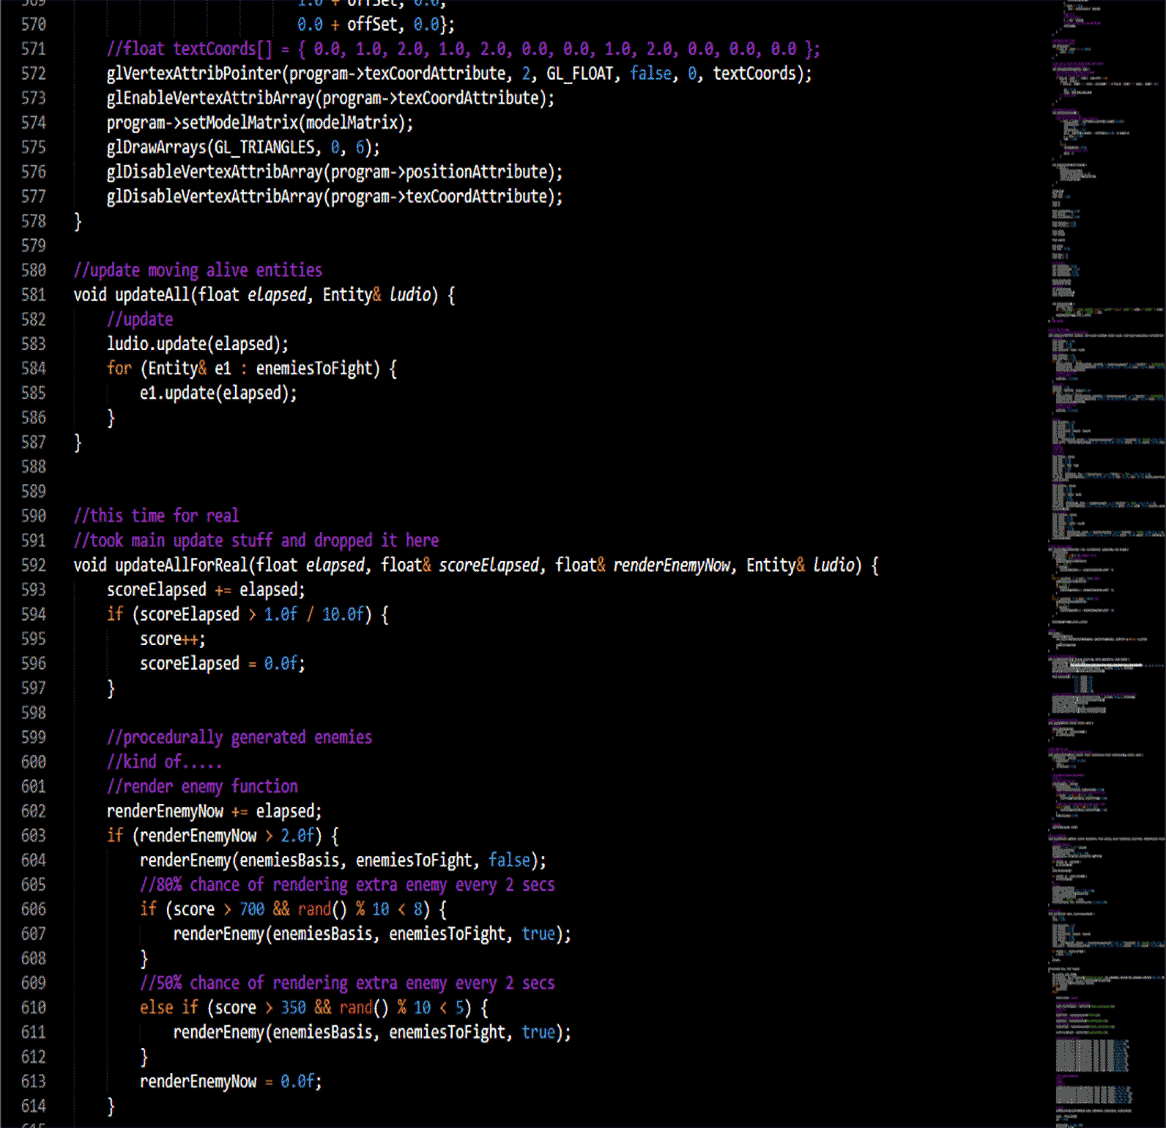 569 1.0 + offSet, 0.0,
570 0.0 + offSet, 0.0};
571 //float textCoords[] = { 0.0, 1.0, 2.0, 1.0, 2.0, 0.0, 0.0, 1.0, 2.0, 0.0, 0.0, 0.0 };
572 glVertexAttribPointer(program->texCoordAttribute, 2, GL_FLOAT, false, 0, textCoords);
573 glEnableVertexAttribArray(program->texCoordAttribute);
574 program->setModelMatrix(modelMatrix);
575 glDrawArrays(GL_TRIANGLES, 0, 6);
576 glDisableVertexAttribArray(program->positionAttribute);
577 glDisableVertexAttribArray(program->texCoordAttribute);
578 }
579
580 //update moving alive entities
581 void updateAll(float elapsed, Entity& ludio) {
582 //update
583 ludio.update(elapsed);
584 for (Entity& e1 : enemiesToFight) {
585 e1.update(elapsed);
586 }
587 }
588
589
590 //this time for real
591 //took main update stuff and dropped it here
592 void updateAllForReal(float elapsed, float& scoreElapsed, float& renderEnemyNow, Entity& ludio) {
593 scoreElapsed += elapsed;
594 if (scoreElapsed > 1.0f / 10.0f) {
595 score++;
596 scoreElapsed = 0.0f;
597 }
598
599 //procedurally generated enemies
600 //kind of.....
601 //render enemy function
602 renderEnemyNow += elapsed;
603 if (renderEnemyNow > 2.0f) {
604 renderEnemy(enemiesBasis, enemiesToFight, false);
605 //80% chance of rendering extra enemy every 2 secs
606 if (score > 700 && rand() % 10 < 8) {
607 renderEnemy(enemiesBasis, enemiesToFight, true);
608 }
609 //50% chance of rendering extra enemy every 2 secs
610 else if (score > 350 && rand() % 10 < 5) {
611 renderEnemy(enemiesBasis, enemiesToFight, true);
612 }
613 renderEnemyNow = 0.0f;
614 }
615